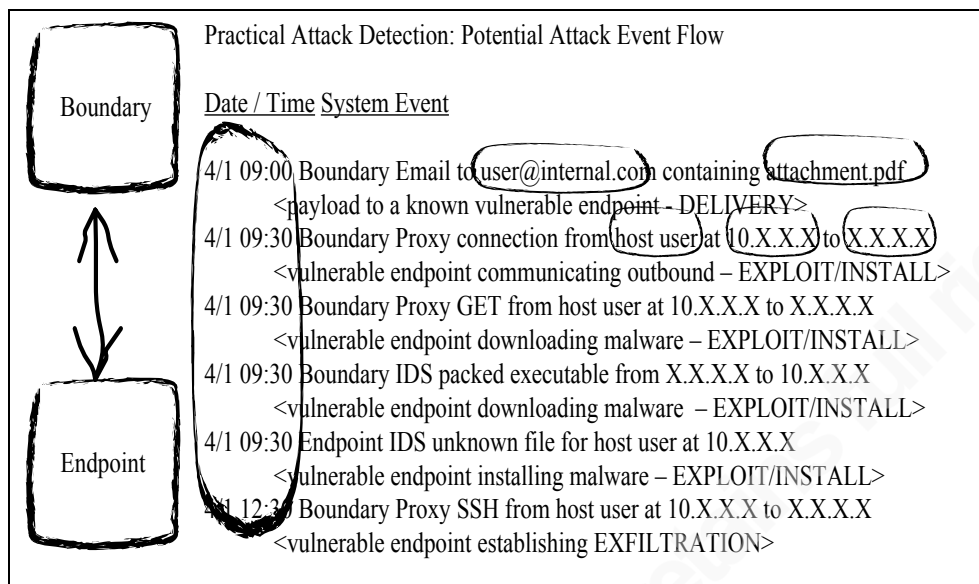 Practical Attack Detection: Potential Attack Event Flow
Boundary
Date / Time System Event
4/1 09:00 Boundary Email to user@internal.com containing attachment.pdf
<payload to a known vulnerable endpoint - DELIVERY>
4/1 09:30 Boundary Proxy connection from host user at 10.X.X.X to X.X.X.X
<vulnerable endpoint communicating outbound – EXPLOIT/INSTALL>
4/1 09:30 Boundary Proxy GET from host user at 10.X.X.X to X.X.X.X
<vulnerable endpoint downloading malware – EXPLOIT/INSTALL>
4/1 09:30 Boundary IDS packed executable from X.X.X.X to 10.X.X.X
<vulnerable endpoint downloading malware – EXPLOIT/INSTALL>
4/1 09:30 Endpoint IDS unknown file for host user at 10.X.X.X
Endpoint
<vulnerable endpoint installing malware – EXPLOIT/INSTALL>
4/1 12:30 Boundary Proxy SSH from host user at 10.X.X.X to X.X.X.X
<vulnerable endpoint establishing EXFILTRATION>